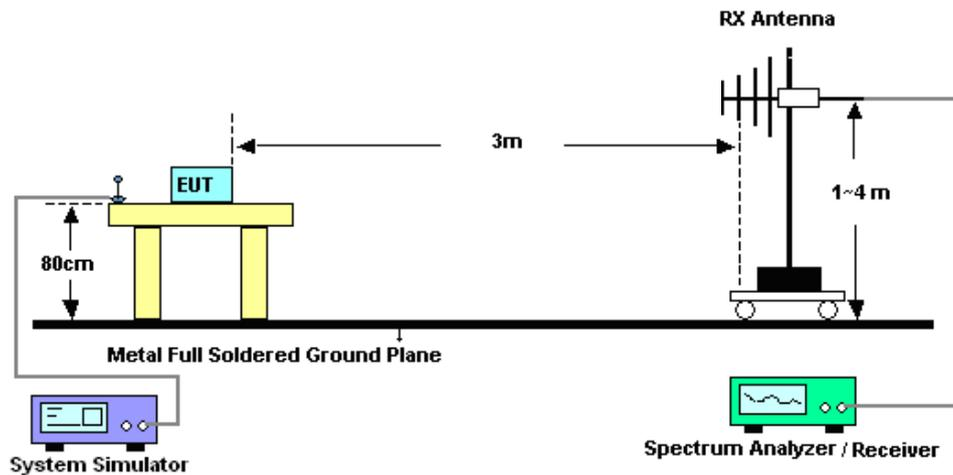 RX Antenna
3m
EUT
1~4 m
80cm
Metal Full Soldered Ground Plane
System Simulator
Spectrum Analyzer / Receiver